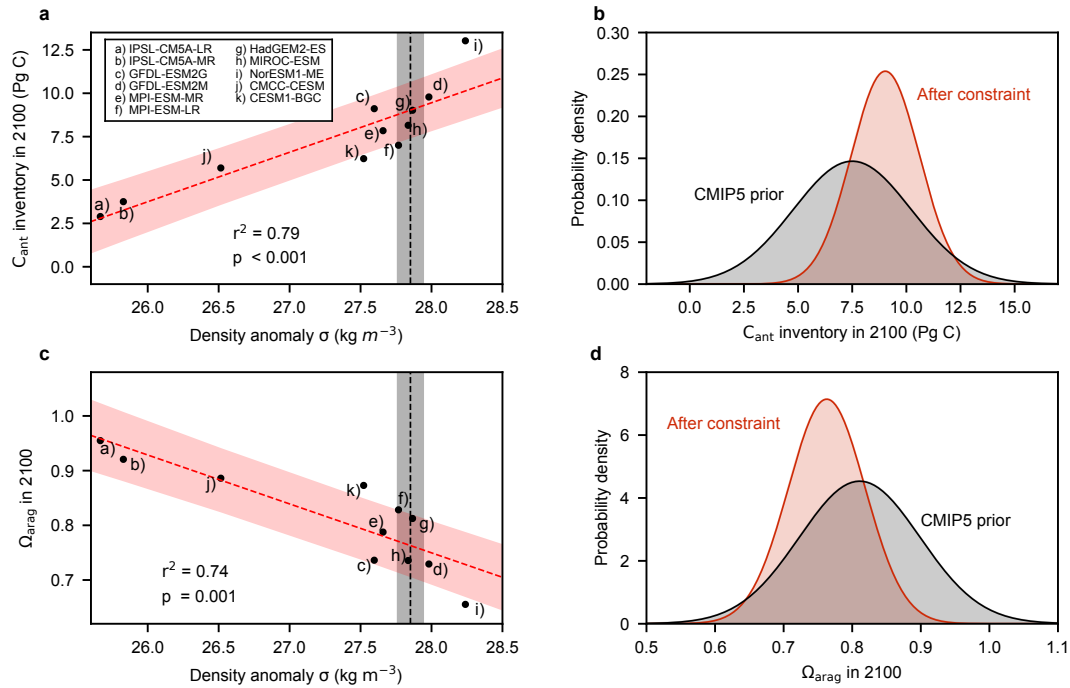 a
C_ant inventory in 2100 (Pg C)
12.5
10.0
7.5
5.0
2.5
0.0
a) IPSL-CM5A-LR
b) IPSL-CM5A-MR
c) GFDL-ESM2G
d) GFDL-ESM2M
e) MPI-ESM-MR
f) MPI-ESM-LR
g) HadGEM2-ES
h) MIROC-ESM
i) NorESM1-ME
j) CMCC-CESM
k) CESM1-BGC
i)
d)
c)
g)
h)
e)
f)
k)
j)
a)
b)
r² = 0.79
p < 0.001
26.0 26.5 27.0 27.5 28.0 28.5
Density anomaly σ (kg m⁻³)
b
Probability density
0.30
0.25
0.20
0.15
0.10
0.05
0.00
After constraint
CMIP5 prior
0.0 2.5 5.0 7.5 10.0 12.5 15.0
C_ant inventory in 2100 (Pg C)
c
Ω_arag in 2100
1.0
0.9
0.8
0.7
a)
b)
j)
k)
f)
e)
g)
c)
h)
d)
i)
r² = 0.74
p = 0.001
26.0 26.5 27.0 27.5 28.0 28.5
Density anomaly σ (kg m⁻³)
d
Probability density
8
6
4
2
0
After constraint
CMIP5 prior
0.5 0.6 0.7 0.8 0.9 1.0 1.1
Ω_arag in 2100